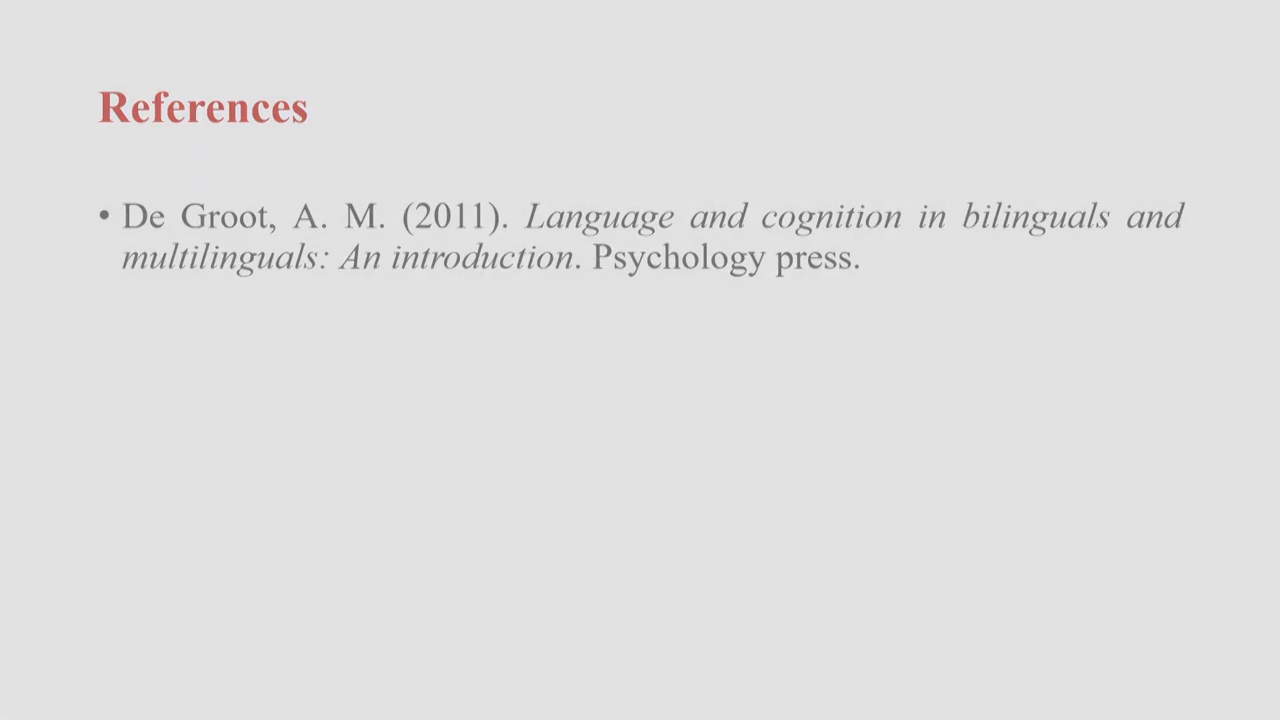 References
• De Groot, A. M. (2011). Language and cognition in bilinguals and
multilinguals: An introduction. Psychology press.